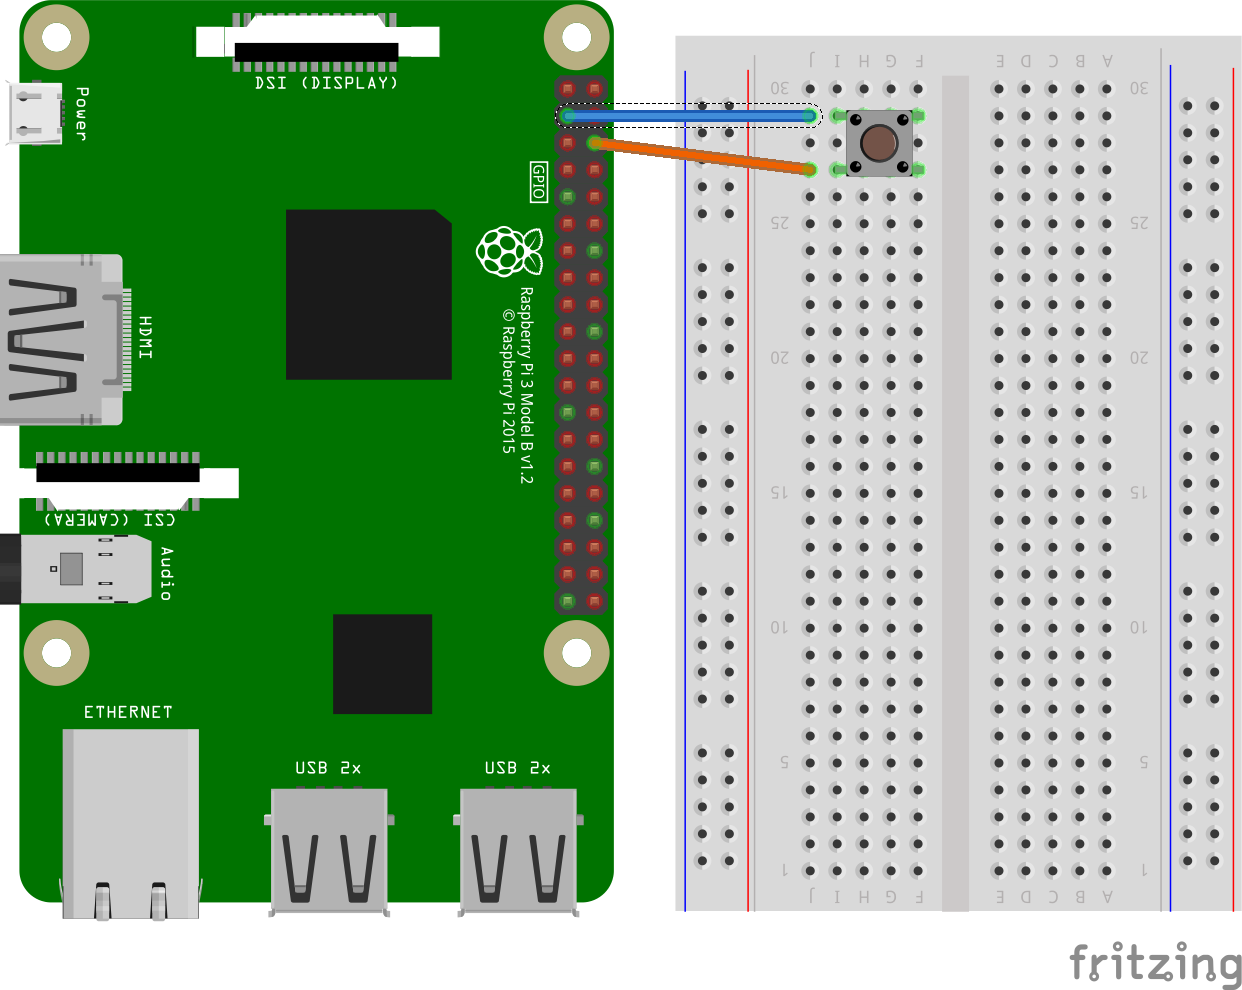 DSI (DISPLAY)
Power
GPIO
Raspberry Pi 3 Model B v1.2
© Raspberry Pi 2015
HDMI
CSI (CAMERA)
Audio
ETHERNET
USB 2x
USB 2x
J I H G F E D C B A
30 30
25 25
20 20
15 15
10 10
5 5
1 1
J I H G F E D C B A
fritzing